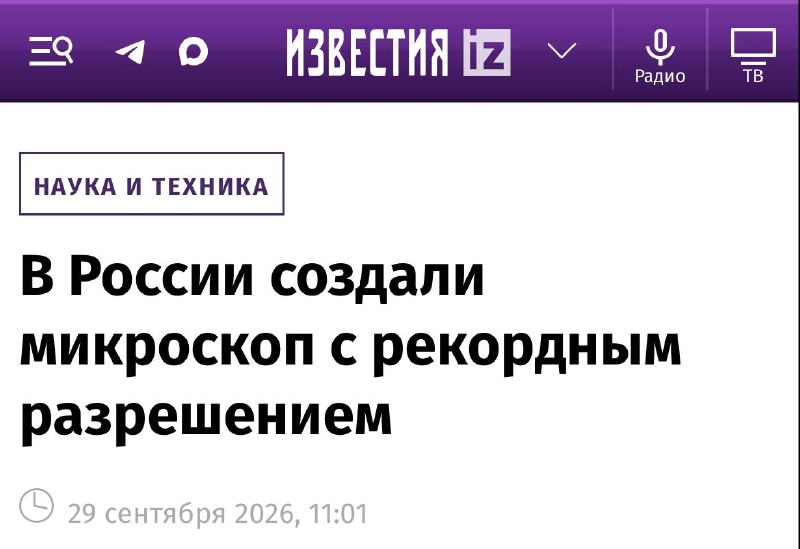 ИЗВЕСТИЯ iz
Радио
ТВ
НАУКА И ТЕХНИКА
В России создали
микроскоп с рекордным
разрешением
29 сентября 2026, 11:01